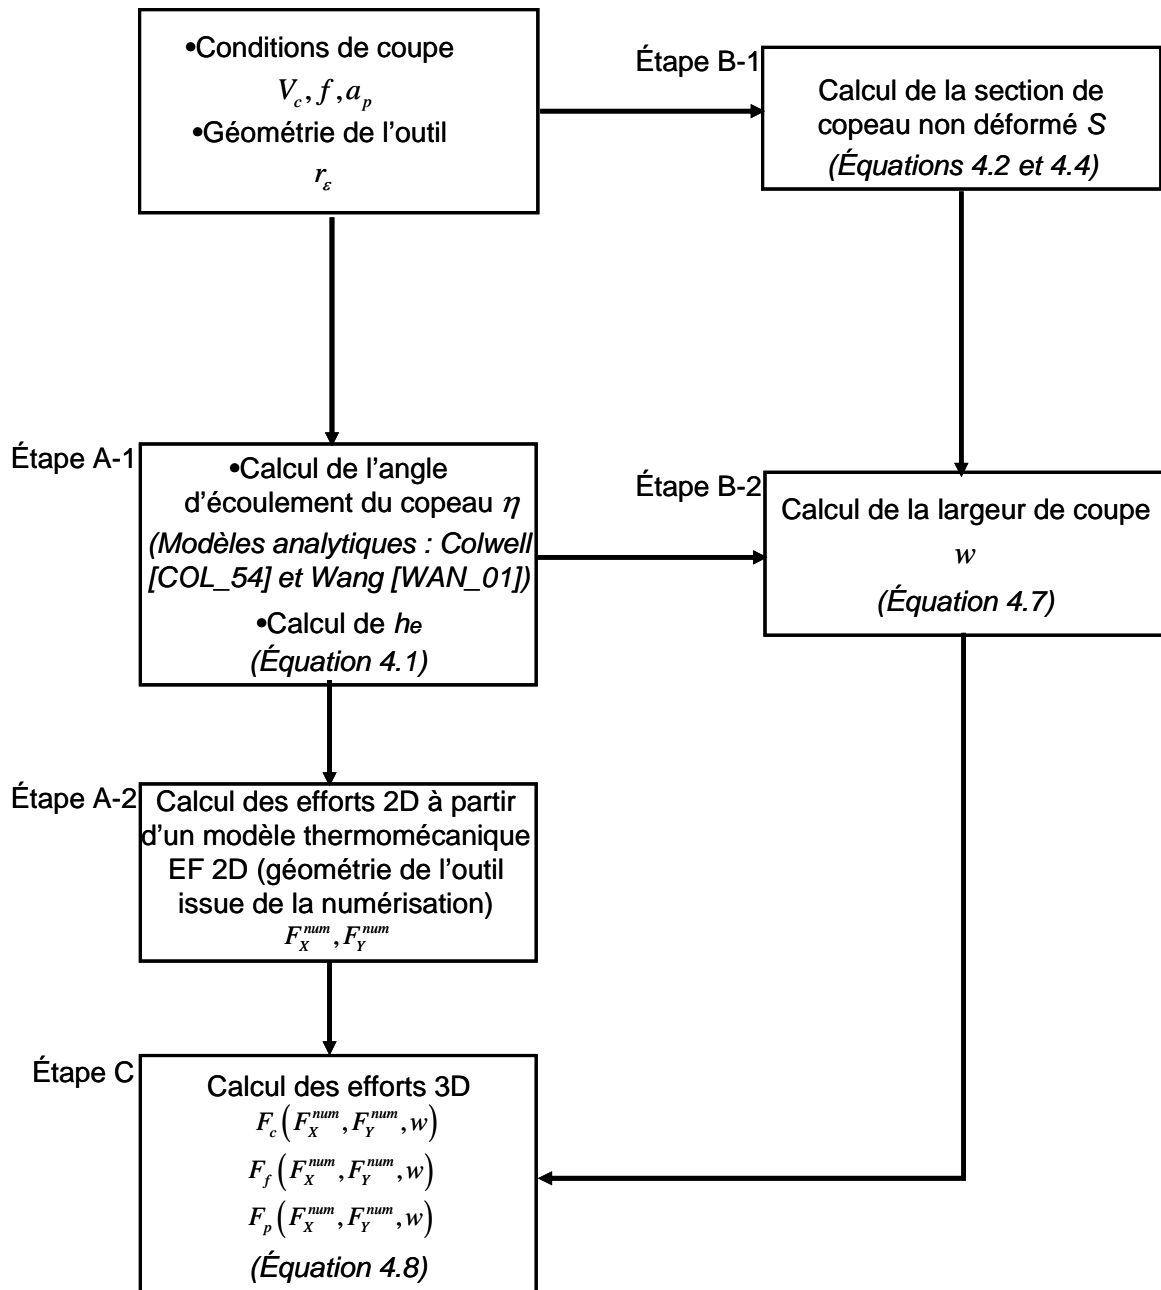 •Conditions de coupe
V_c, f, a_p
•Géométrie de l'outil
r_ε
Étape B-1
Calcul de la section de
copeau non déformé S
(Équations 4.2 et 4.4)
Étape A-1
•Calcul de l'angle
d'écoulement du copeau η
(Modèles analytiques : Colwell
[COL_54] et Wang [WAN_01])
•Calcul de he
(Équation 4.1)
Étape B-2
Calcul de la largeur de coupe
w
(Équation 4.7)
Étape A-2
Calcul des efforts 2D à partir
d'un modèle thermomécanique
EF 2D (géométrie de l'outil
issue de la numérisation)
F_X^num, F_Y^num
Étape C
Calcul des efforts 3D
F_c(F_X^num, F_Y^num, w)
F_f(F_X^num, F_Y^num, w)
F_p(F_X^num, F_Y^num, w)
(Équation 4.8)